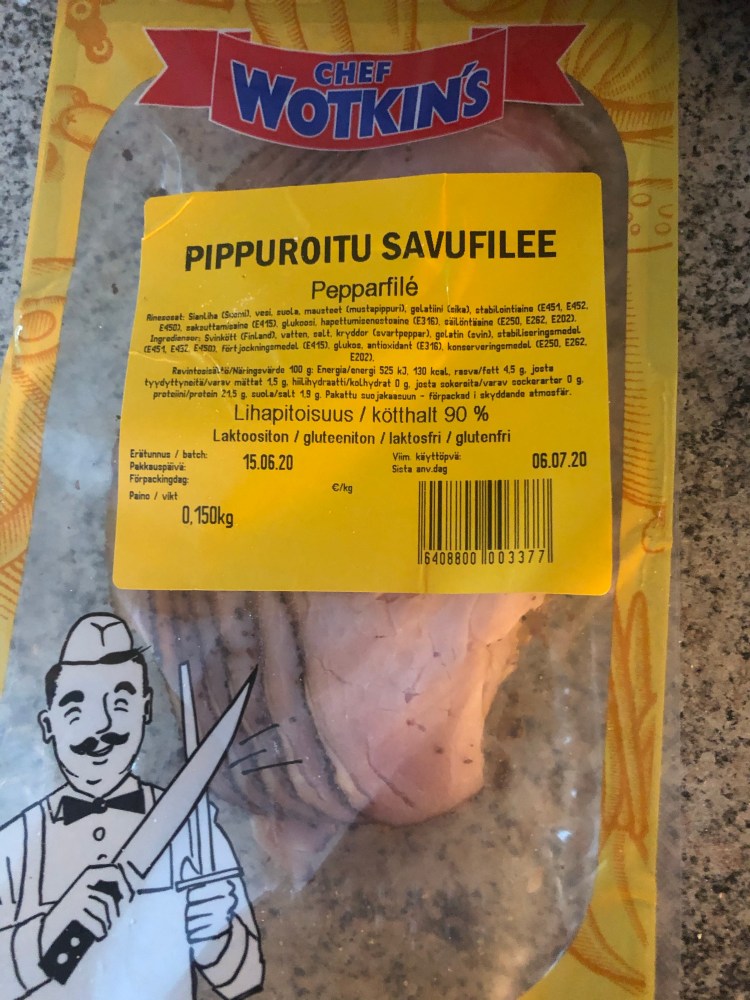 CHEF
WOTKIN'S
PIPPUROITU SAVUFILEE
Pepparfilé
Ainesosat: Sianliha (Suomi), vesi, suola, mausteet (mustapippuri), gelatiini (sika), stabilointiaine (E451, E452,
E450), sakeuttamisaine (E415), glukoosi, hapettumisenestoaine (E316), säilöntäaine (E250, E262, E202).
Ingredienser: Svinkött (Finland), vatten, salt, kryddor (svartpeppar), gelatin (svin), stabiliseringsmedel
(E451, E452, E450), förtjockningsmedel (E415), glukos, antioxidant (E316), konserveringsmedel (E250, E262,
E202).
Ravintosisältö/Näringsvärde 100 g: Energia/energi 525 kJ, 130 kcal, rasva/fett 4,5 g, josta
tyydyttyneitä/varav mättat 1,5 g, hiilihydraatti/kolhydrat 0 g, josta sokereita/varav sockerarter 0 g,
proteiini/protein 21,5 g, suola/salt 1,9 g. Pakattu suojakaasuun - förpackad i skyddande atmosfär.
Lihapitoisuus / kötthalt 90 %
Laktoositon / gluteeniton / laktosfri / glutenfri
Erätunnus / batch:
Pakkauspäivä: 15.06.20
Förpackingdag:
Viim. käyttöpvä: 06.07.20
Sista anv.dag
Paino / vikt
€/kg
0,150kg
6408800 003377